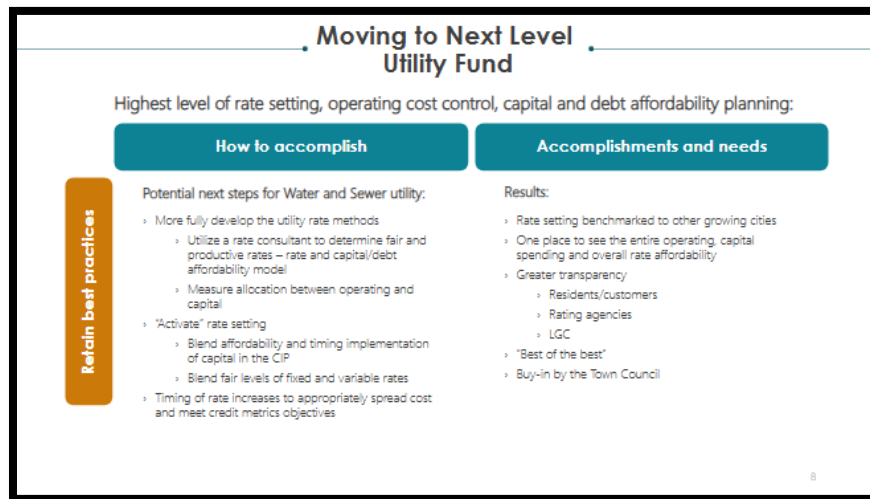 Moving to Next Level
Utility Fund
Highest level of rate setting, operating cost control, capital and debt affordability planning:
How to accomplish
Accomplishments and needs
Retain best practices
Potential next steps for Water and Sewer utility:
› More fully develop the utility rate methods
› Utilize a rate consultant to determine fair and
productive rates – rate and capital/debt
affordability model
› Measure allocation between operating and
capital
› "Activate" rate setting
› Blend affordability and timing implementation
of capital in the CIP
› Blend fair levels of fixed and variable rates
› Timing of rate increases to appropriately spread cost
and meet credit metrics objectives
Results:
› Rate setting benchmarked to other growing cities
› One place to see the entire operating, capital
spending and overall rate affordability
› Greater transparency
› Residents/customers
› Rating agencies
› LGC
› "Best of the best"
› Buy-in by the Town Council
8